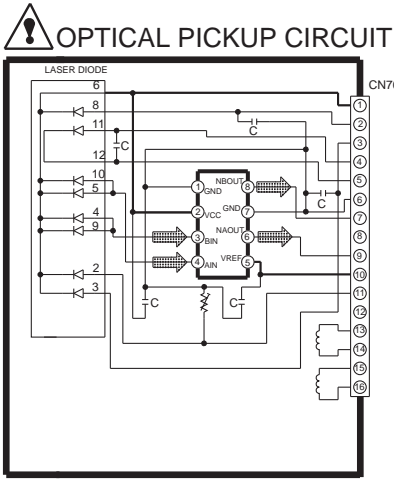 OPTICAL PICKUP CIRCUIT
LASER DIODE
6
8
11
12
10
5
4
9
2
3
C
C
C
C
C
1 GND
2 VCC
3 BIN
4 AIN
NBOUT 8
GND 7
NAOUT 6
VREF 5
1
2
3
4
5
6
7
8
9
10
11
12
13
14
15
16